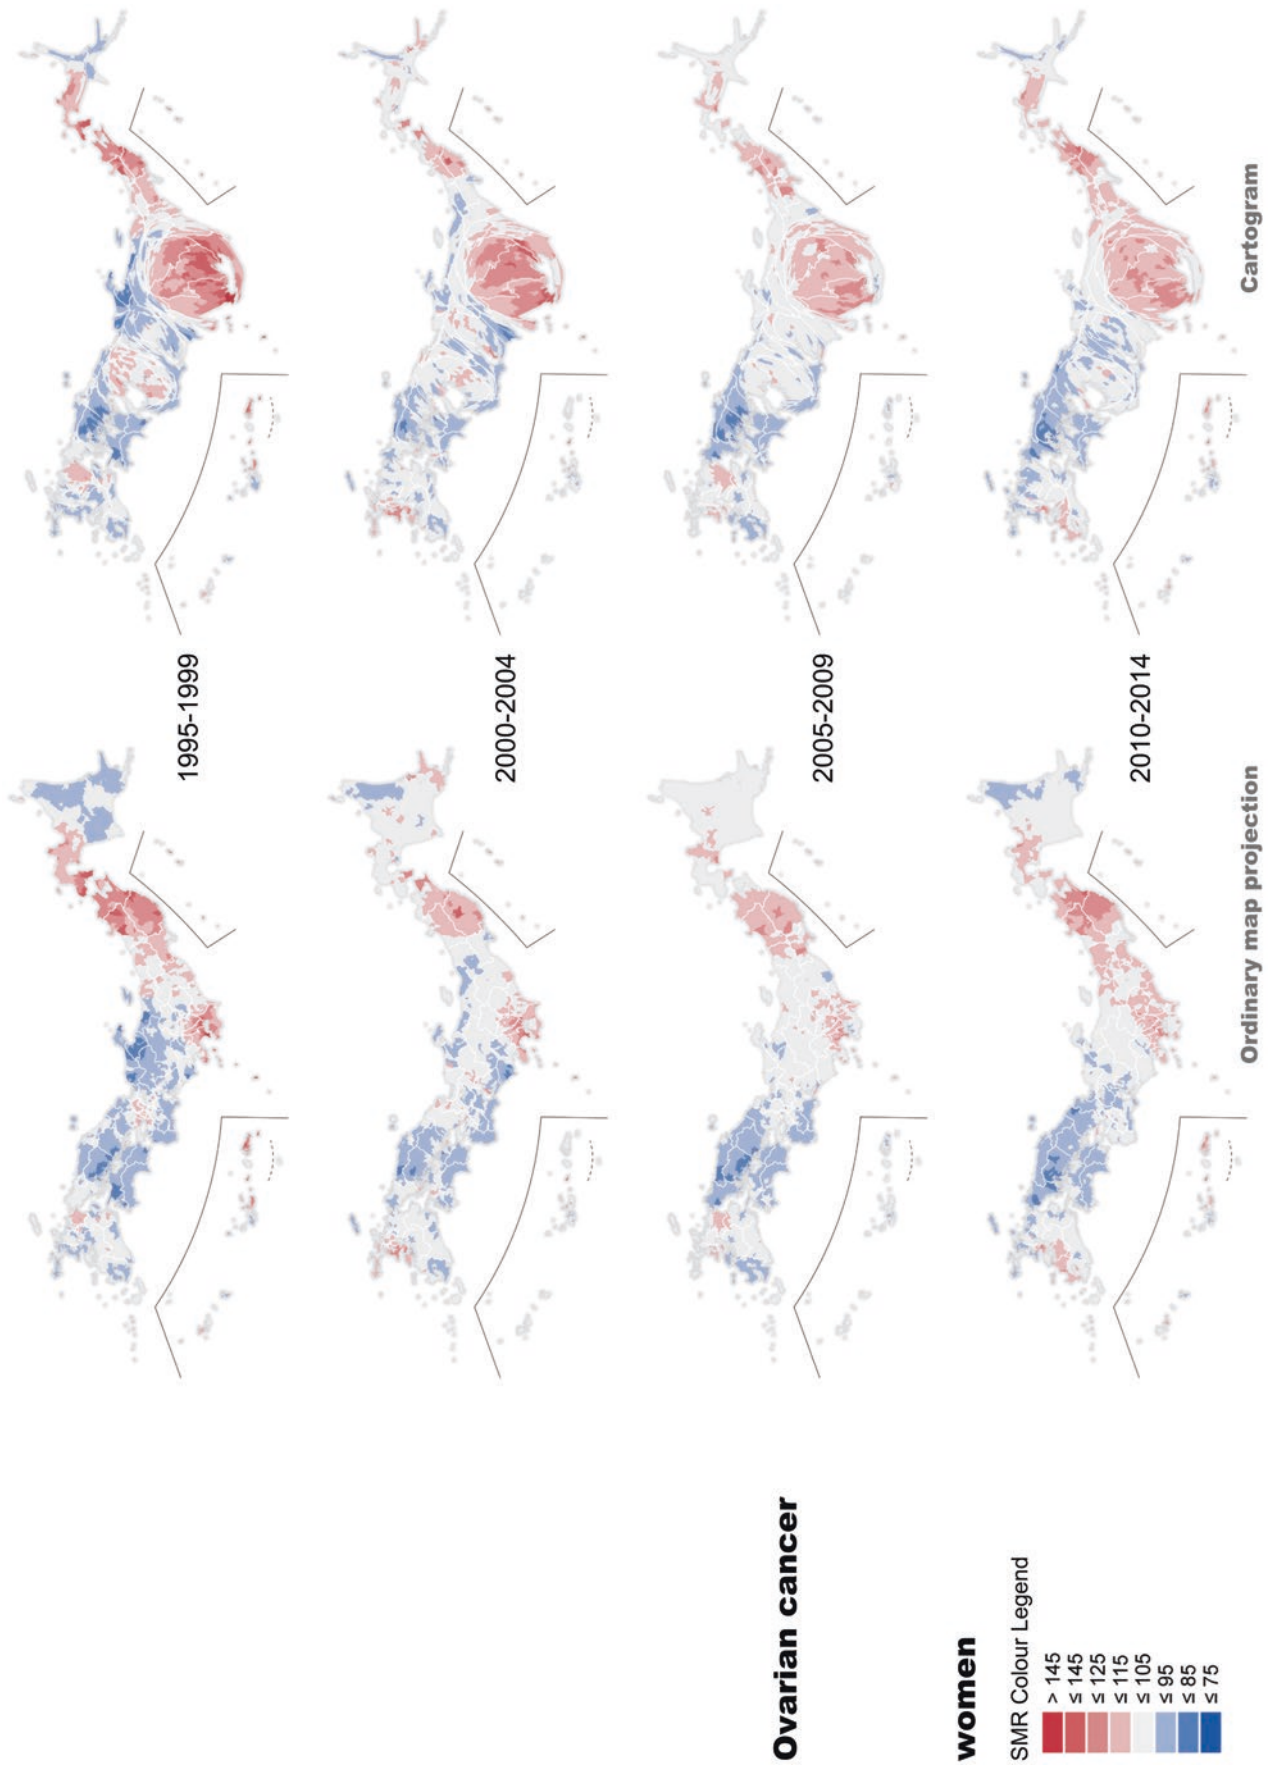 Ovarian cancer
women
SMR Colour Legend
> 145
≤ 145
≤ 125
≤ 115
≤ 105
≤ 95
≤ 85
≤ 75
1995-1999
2000-2004
2005-2009
2010-2014
Ordinary map projection
Cartogram